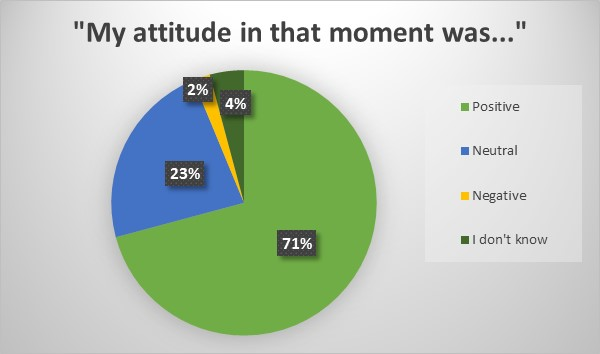 "My attitude in that moment was..."
2%
4%
23%
71%
Positive
Neutral
Negative
I don't know